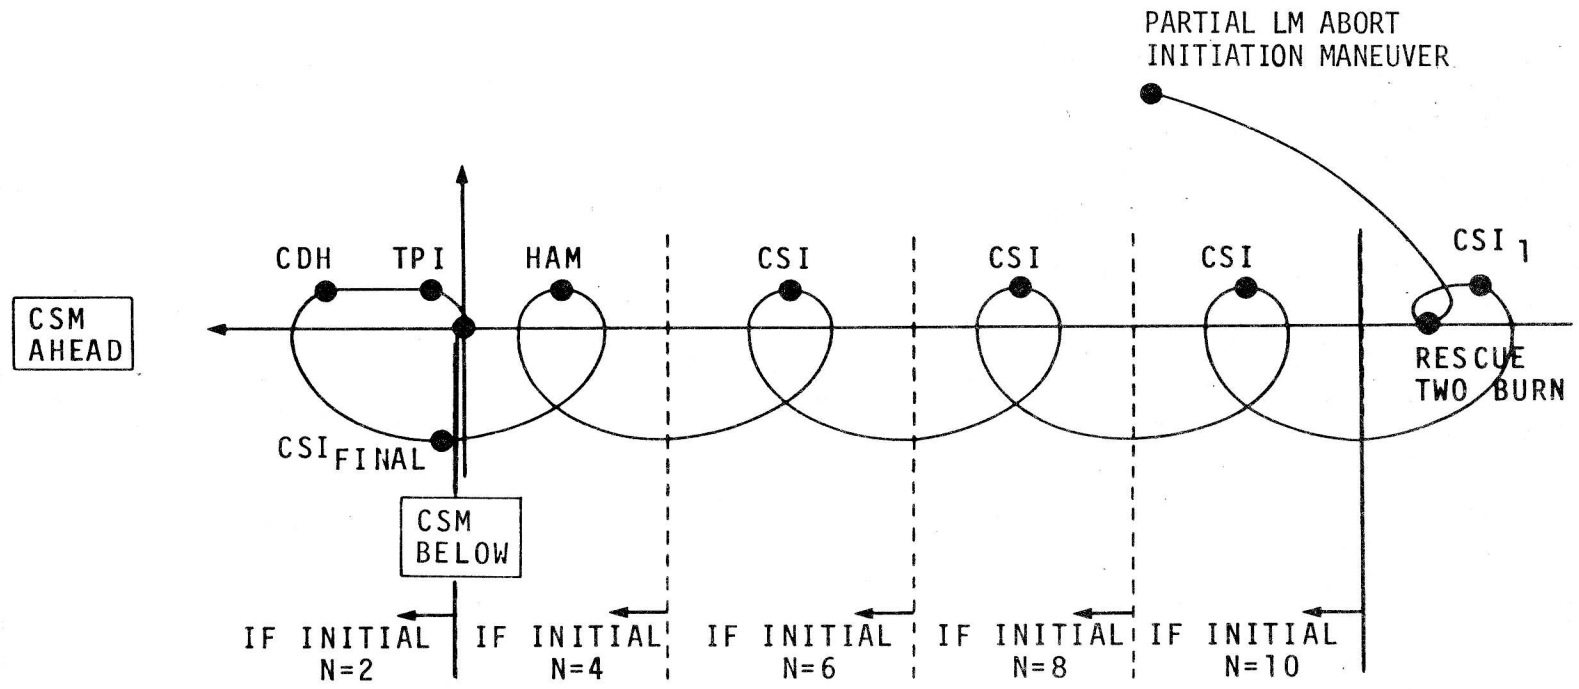 PARTIAL LM ABORT
INITIATION MANEUVER
CDH
TPI
HAM
CSI
CSI
CSI
CSI 1
CSM
AHEAD
RESCUE
TWO BURN
CSI FINAL
CSM
BELOW
IF INITIAL
N=2
IF INITIAL
N=4
IF INITIAL
N=6
IF INITIAL
N=8
IF INITIAL
N=10